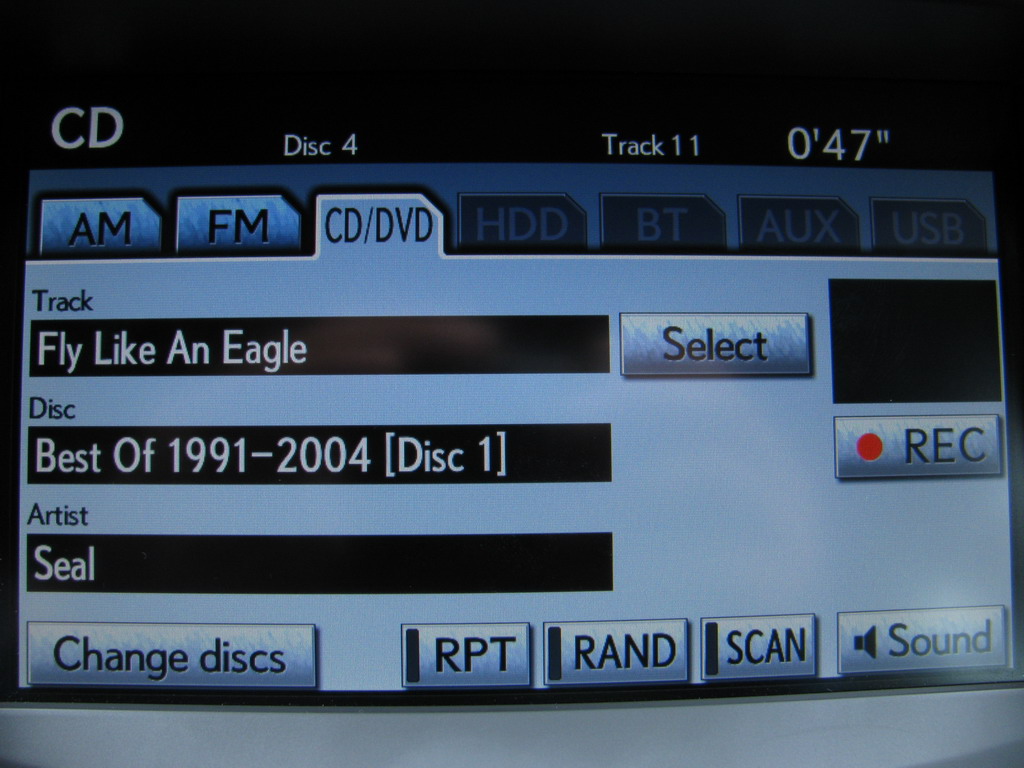 CD
Disc 4 Track 11 0'47"
AM FM CD/DVD HDD BT AUX USB
Track
Fly Like An Eagle Select
Disc
Best Of 1991-2004 [Disc 1] REC
Artist
Seal
Change discs RPT RAND SCAN Sound